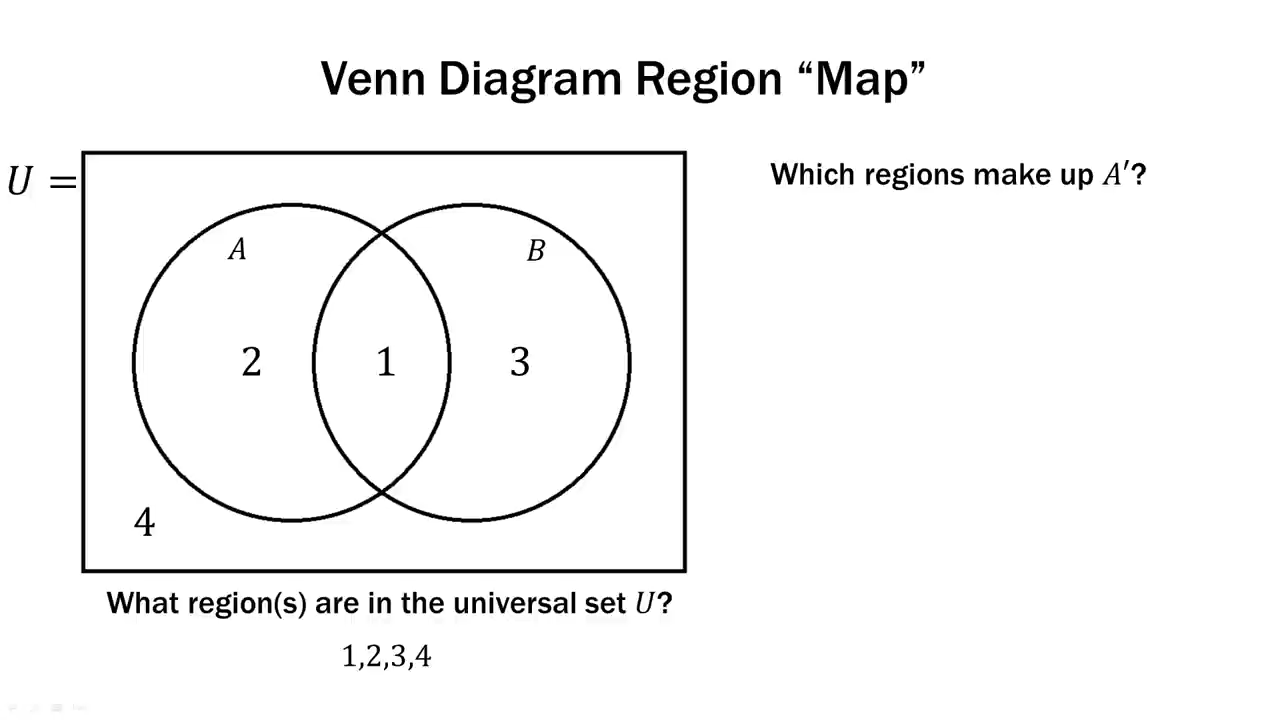 Venn Diagram Region “Map”
U =
Which regions make up A′?
A
B
2
1
3
4
What region(s) are in the universal set U?
1,2,3,4